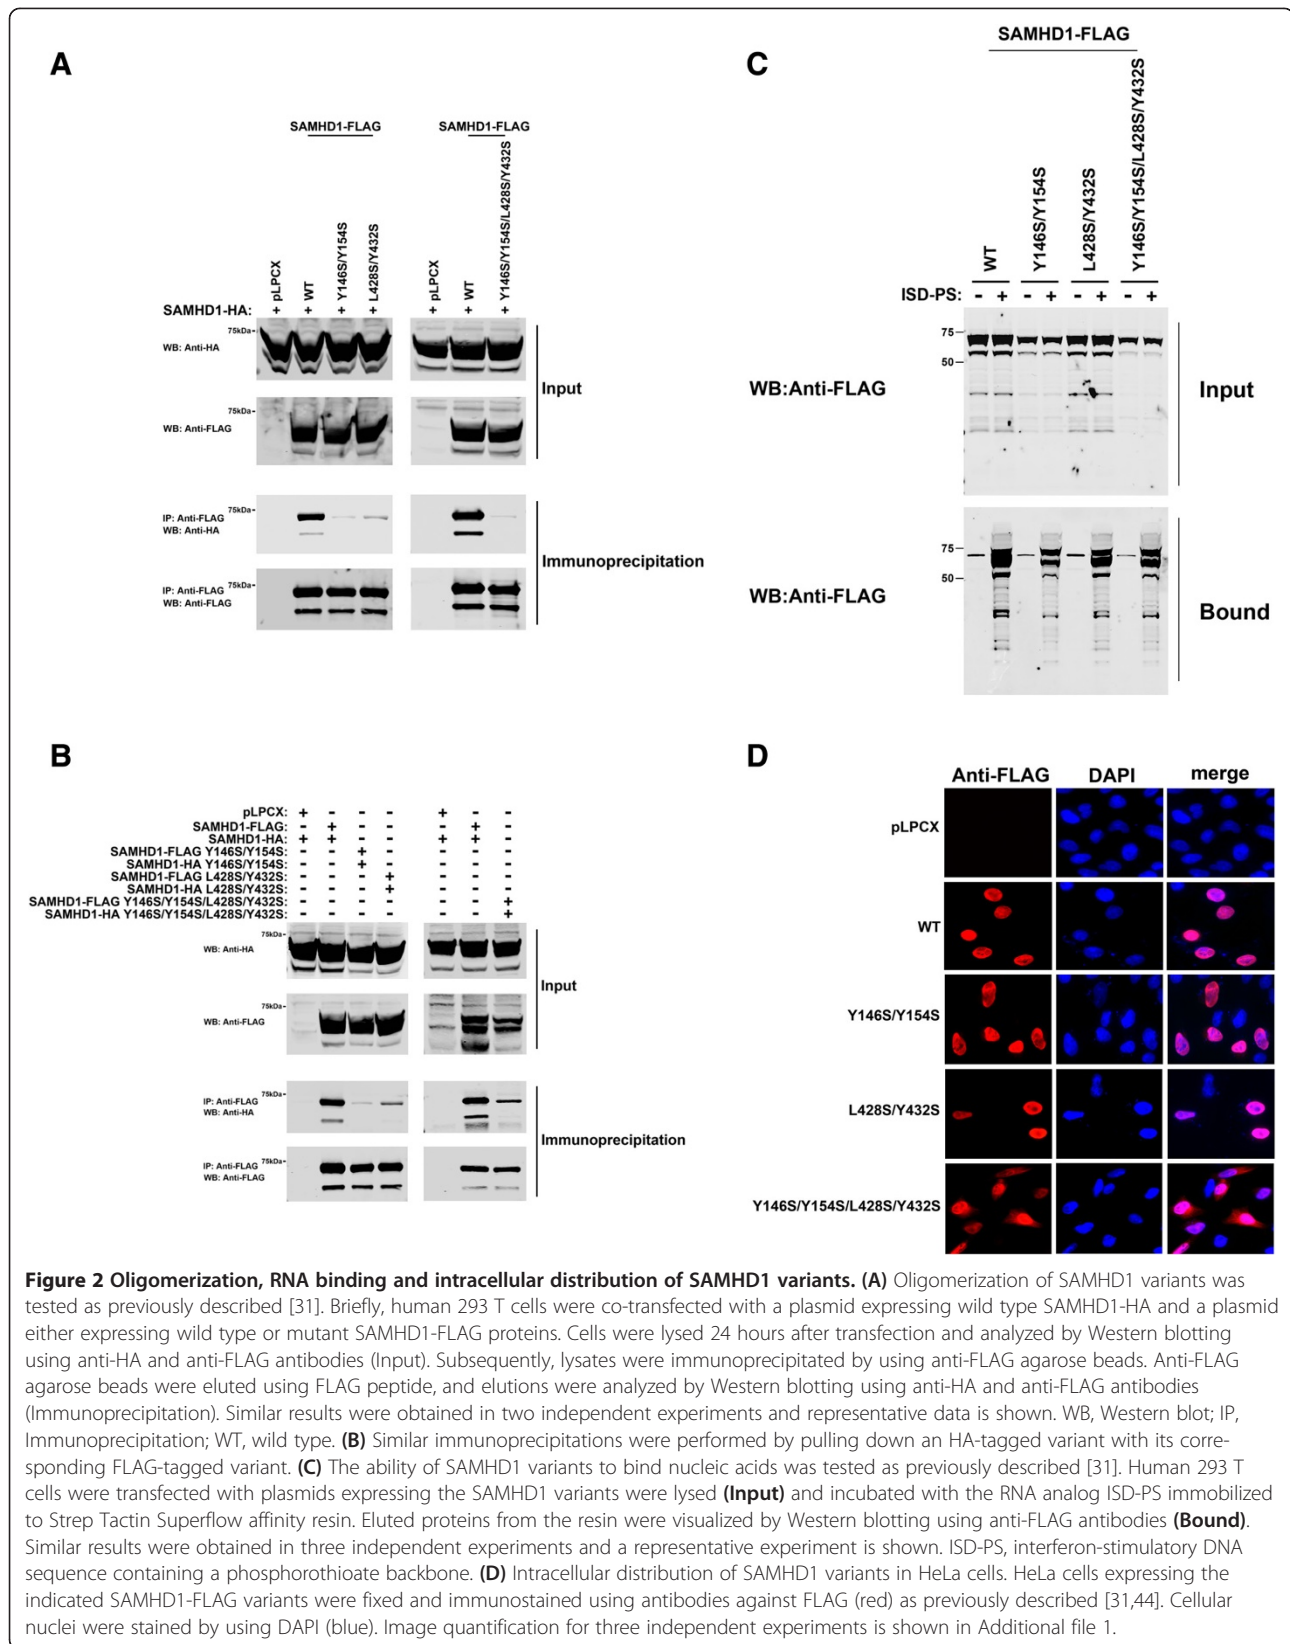 A
SAMHD1-FLAG
SAMHD1-FLAG
pLPCX
WT
Y146S/Y154S
L428S/Y432S
pLPCX
WT
Y146S/Y154S/L428S/Y432S
SAMHD1-HA: + + + + + + +
75kDa-
WB: Anti-HA
75kDa-
WB: Anti-FLAG
Input
75kDa-
IP: Anti-FLAG
WB: Anti-HA
75kDa-
IP: Anti-FLAG
WB: Anti-FLAG
Immunoprecipitation
B
pLPCX: + - - - + - -
SAMHD1-FLAG: - + - - - + -
SAMHD1-HA: + + - - + + -
SAMHD1-FLAG Y146S/Y154S: - - + - - - -
SAMHD1-HA Y146S/Y154S: - - + - - - -
SAMHD1-FLAG L428S/Y432S: - - - + - - -
SAMHD1-HA L428S/Y432S: - - - + - - -
SAMHD1-FLAG Y146S/Y154S/L428S/Y432S: - - - - - - +
SAMHD1-HA Y146S/Y154S/L428S/Y432S: - - - - - - +
75kDa-
WB: Anti-HA
75kDa-
WB: Anti-FLAG
Input
75kDa-
IP: Anti-FLAG
WB: Anti-HA
75kDa-
IP: Anti-FLAG
WB: Anti-FLAG
Immunoprecipitation
C
SAMHD1-FLAG
WT
Y146S/Y154S
L428S/Y432S
Y146S/Y154S/L428S/Y432S
ISD-PS: - + - + - + - +
75
50
WB:Anti-FLAG
Input
75
50
WB:Anti-FLAG
Bound
D
Anti-FLAG DAPI merge
pLPCX
WT
Y146S/Y154S
L428S/Y432S
Y146S/Y154S/L428S/Y432S
Figure 2 Oligomerization, RNA binding and intracellular distribution of SAMHD1 variants. (A) Oligomerization of SAMHD1 variants was
tested as previously described [31]. Briefly, human 293 T cells were co-transfected with a plasmid expressing wild type SAMHD1-HA and a plasmid
either expressing wild type or mutant SAMHD1-FLAG proteins. Cells were lysed 24 hours after transfection and analyzed by Western blotting
using anti-HA and anti-FLAG antibodies (Input). Subsequently, lysates were immunoprecipitated by using anti-FLAG agarose beads. Anti-FLAG
agarose beads were eluted using FLAG peptide, and elutions were analyzed by Western blotting using anti-HA and anti-FLAG antibodies
(Immunoprecipitation). Similar results were obtained in two independent experiments and representative data is shown. WB, Western blot; IP,
Immunoprecipitation; WT, wild type. (B) Similar immunoprecipitations were performed by pulling down an HA-tagged variant with its corre-
sponding FLAG-tagged variant. (C) The ability of SAMHD1 variants to bind nucleic acids was tested as previously described [31]. Human 293 T
cells were transfected with plasmids expressing the SAMHD1 variants were lysed (Input) and incubated with the RNA analog ISD-PS immobilized
to Strep Tactin Superflow affinity resin. Eluted proteins from the resin were visualized by Western blotting using anti-FLAG antibodies (Bound).
Similar results were obtained in three independent experiments and a representative experiment is shown. ISD-PS, interferon-stimulatory DNA
sequence containing a phosphorothioate backbone. (D) Intracellular distribution of SAMHD1 variants in HeLa cells. HeLa cells expressing the
indicated SAMHD1-FLAG variants were fixed and immunostained using antibodies against FLAG (red) as previously described [31,44]. Cellular
nuclei were stained by using DAPI (blue). Image quantification for three independent experiments is shown in Additional file 1.